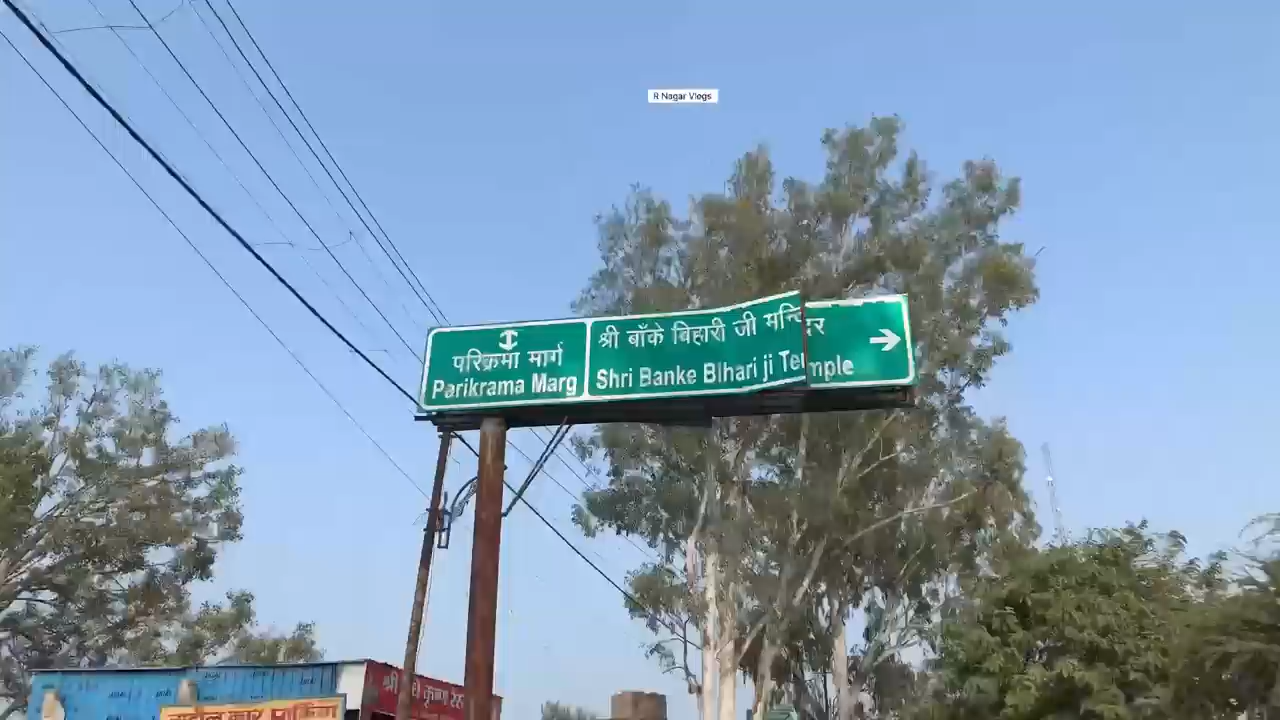 R Nagar Vlogs
परिक्रमा मार्ग
Parikrama Marg
श्री बाँके बिहारी जी मन्दिर
Shri Banke BIhari ji Temple